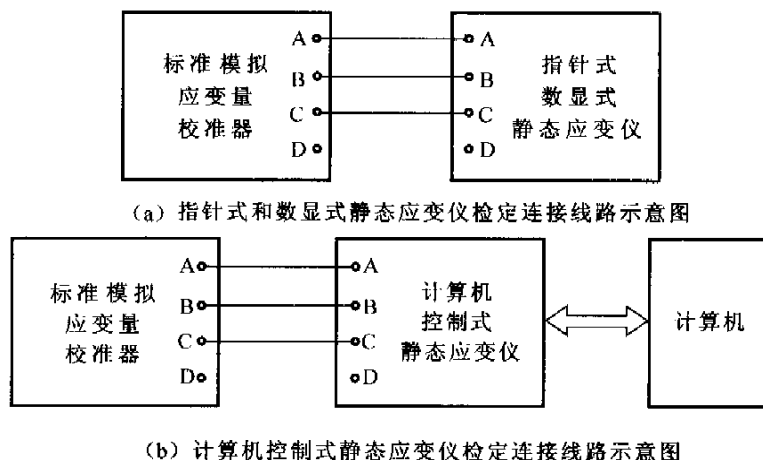 标准模拟
应变量
校准器
A
B
C
D
A
B
C
D
指针式
数显式
静态应变仪
(a) 指针式和数显式静态应变仪检定连接线路示意图
标准模拟
应变量
校准器
A
B
C
D
A
B
C
D
计算机
控制式
静态应变仪
计算机
(b) 计算机控制式静态应变仪检定连接线路示意图